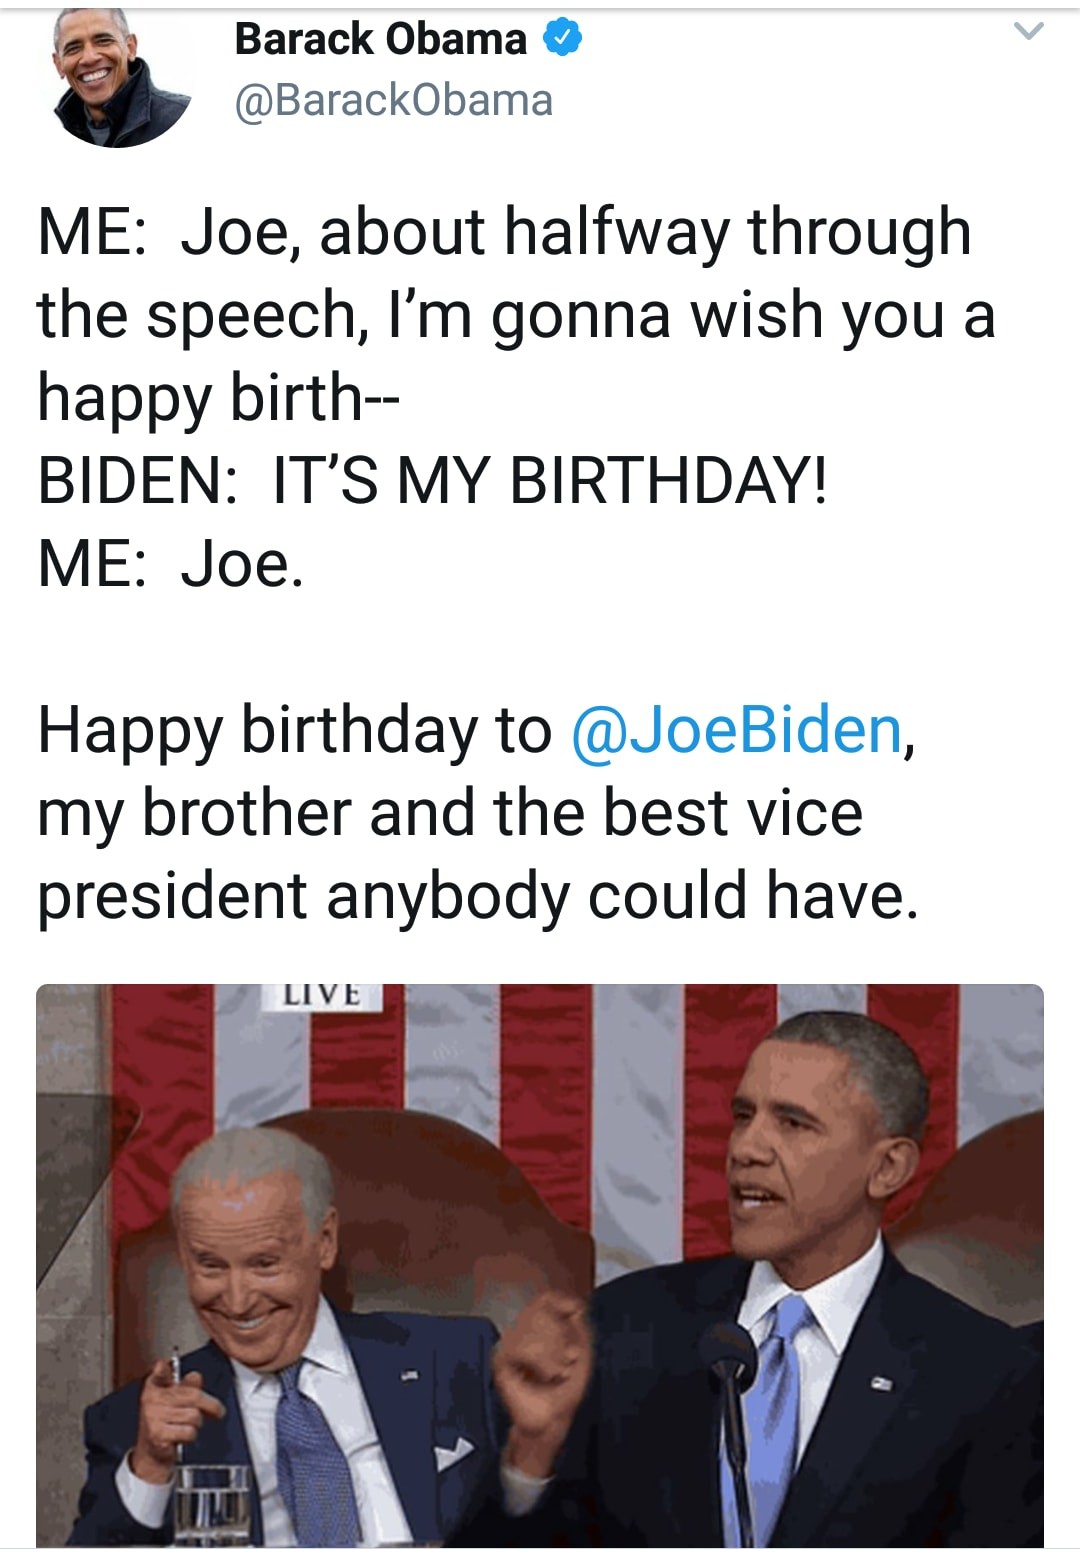 Barack Obama
@BarackObama
ME: Joe, about halfway through
the speech, I’m gonna wish you a
happy birth--
BIDEN: IT’S MY BIRTHDAY!
ME: Joe.
Happy birthday to @JoeBiden,
my brother and the best vice
president anybody could have.
LIVE